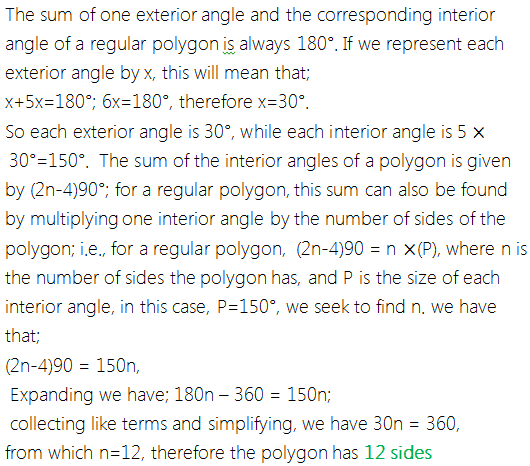 The sum of one exterior angle and the corresponding interior
angle of a regular polygon is always 180°. If we represent each
exterior angle by x, this will mean that;
x+5x=180°; 6x=180°, therefore x=30°.
So each exterior angle is 30°, while each interior angle is 5 ×
30°=150°. The sum of the interior angles of a polygon is given
by (2n-4)90°; for a regular polygon, this sum can also be found
by multiplying one interior angle by the number of sides of the
polygon; i.e., for a regular polygon, (2n-4)90 = n ×(P), where n is
the number of sides the polygon has, and P is the size of each
interior angle, in this case, P=150°, we seek to find n. we have
that;
(2n-4)90 = 150n,
Expanding we have; 180n – 360 = 150n;
collecting like terms and simplifying, we have 30n = 360,
from which n=12, therefore the polygon has 12 sides